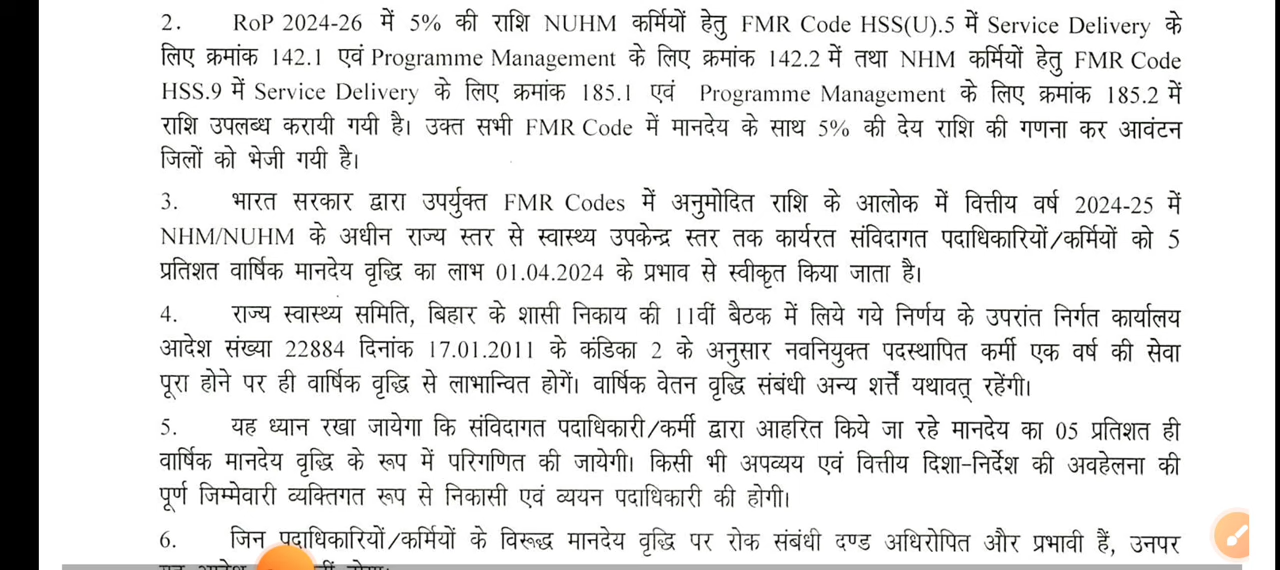 2. RoP 2024-26 में 5% की राशि NUHM कर्मियों हेतु FMR Code HSS(U).5 में Service Delivery के
लिए क्रमांक 142.1 एवं Programme Management के लिए क्रमांक 142.2 में तथा NHM कर्मियों हेतु FMR Code
HSS.9 में Service Delivery के लिए क्रमांक 185.1 एवं Programme Management के लिए क्रमांक 185.2 में
राशि उपलब्ध करायी गयी है। उक्त सभी FMR Code में मानदेय के साथ 5% की देय राशि की गणना कर आवंटन
जिलों को भेजी गयी है।
3. भारत सरकार द्वारा उपर्युक्त FMR Codes में अनुमोदित राशि के आलोक में वित्तीय वर्ष 2024-25 में
NHM/NUHM के अधीन राज्य स्तर से स्वास्थ्य उपकेन्द्र स्तर तक कार्यरत संविदागत पदाधिकारियों/कर्मियों को 5
प्रतिशत वार्षिक मानदेय वृद्धि का लाभ 01.04.2024 के प्रभाव से स्वीकृत किया जाता है।
4. राज्य स्वास्थ्य समिति, बिहार के शासी निकाय की 11वीं बैठक में लिये गये निर्णय के उपरांत निर्गत कार्यालय
आदेश संख्या 22884 दिनांक 17.01.2011 के कंडिका 2 के अनुसार नवनियुक्त पदस्थापित कर्मी एक वर्ष की सेवा
पूरा होने पर ही वार्षिक वृद्धि से लाभान्वित होगें। वार्षिक वेतन वृद्धि संबंधी अन्य शर्त्तें यथावत् रहेंगी।
5. यह ध्यान रखा जायेगा कि संविदागत पदाधिकारी/कर्मी द्वारा आहरित किये जा रहे मानदेय का 05 प्रतिशत ही
वार्षिक मानदेय वृद्धि के रूप में परिगणित की जायेगी। किसी भी अपव्यय एवं वित्तीय दिशा-निर्देश की अवहेलना की
पूर्ण जिम्मेवारी व्यक्तिगत रूप से निकासी एवं व्ययन पदाधिकारी की होगी।
6. जिन पदाधिकारियों/कर्मियों के विरूद्ध मानदेय वृद्धि पर रोक संबंधी दण्ड अधिरोपित और प्रभावी हैं, उनपर